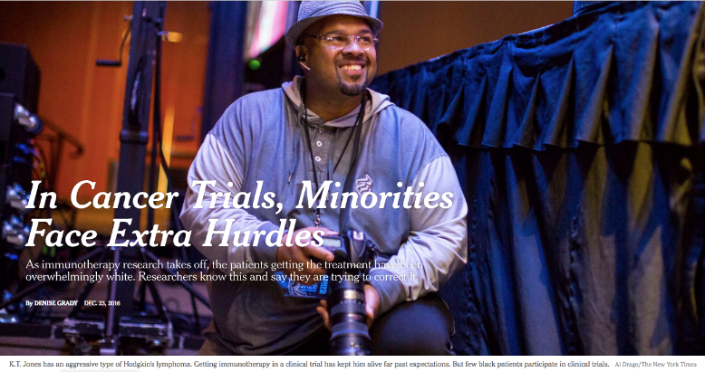 In Cancer Trials, Minorities
Face Extra Hurdles
As immunotherapy research takes off, the patients getting the treatment have been
overwhelmingly white. Researchers know this and say they are trying to correct it.
By DENISE GRADY DEC. 23, 2016
K.T. Jones has an aggressive type of Hodgkin's lymphoma. Getting immunotherapy in a clinical trial has kept him alive far past expectations. But few black patients participate in clinical trials. Al Drago/The New York Times